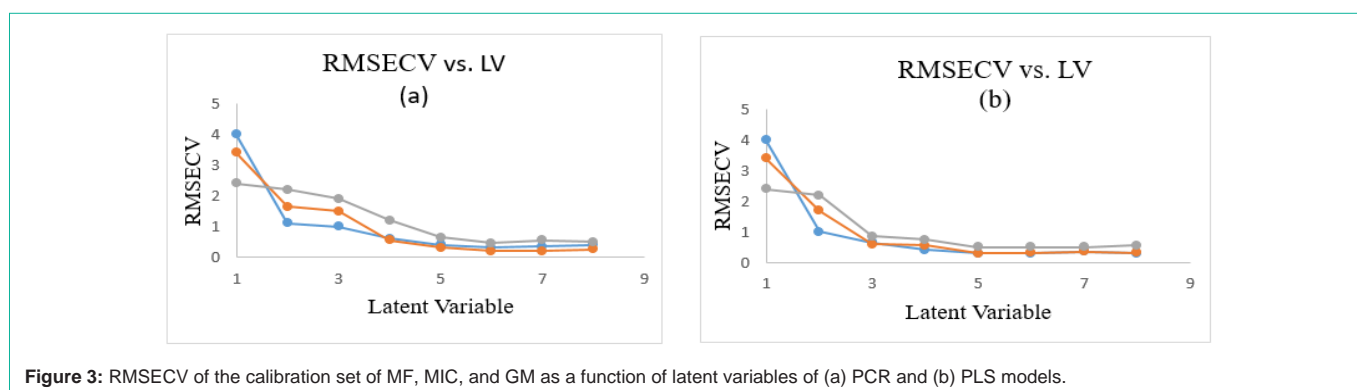 RMSECV vs. LV
(a)
5
4
3
2
1
0
RMSECV
1 3 5 7 9
Latent Variable
RMSECV vs. LV
(b)
5
4
3
2
1
0
RMSECV
1 3 5 7 9
Latent Variable
Figure 3: RMSECV of the calibration set of MF, MIC, and GM as a function of latent variables of (a) PCR and (b) PLS models.